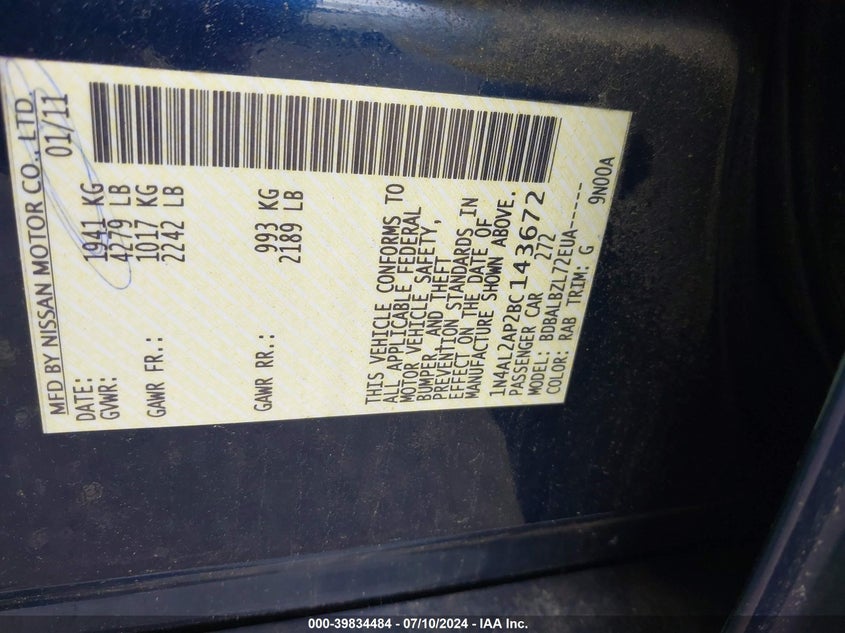 MFD BY NISSAN MOTOR CO., LTD.
DATE: 01/11
GVWR: 1941 KG
4279 LB
GAWR FR.: 1017 KG
2242 LB
GAWR RR.: 993 KG
2189 LB
THIS VEHICLE CONFORMS TO
ALL APPLICABLE FEDERAL
MOTOR VEHICLE SAFETY,
BUMPER, AND THEFT
PREVENTION STANDARDS IN
EFFECT ON THE DATE OF
MANUFACTURE SHOWN ABOVE.
1N4AL2AP2BC143672
PASSENGER CAR 272
MODEL: BDBALBZL72EUA-----
COLOR: RAB TRIM: G 9N00A
000-39834484 - 07/10/2024 - IAA Inc.